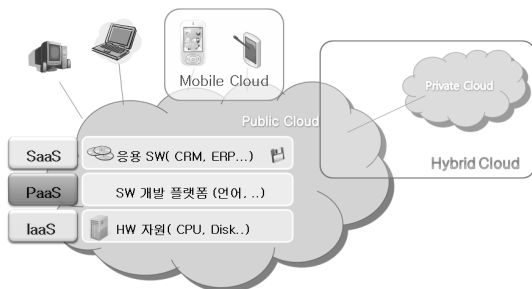 Mobile Cloud
Private Cloud
Public Cloud
Hybrid Cloud
SaaS 응용 SW( CRM, ERP...)
PaaS SW 개발 플랫폼 (언어, ..)
IaaS HW 자원( CPU, Disk..)